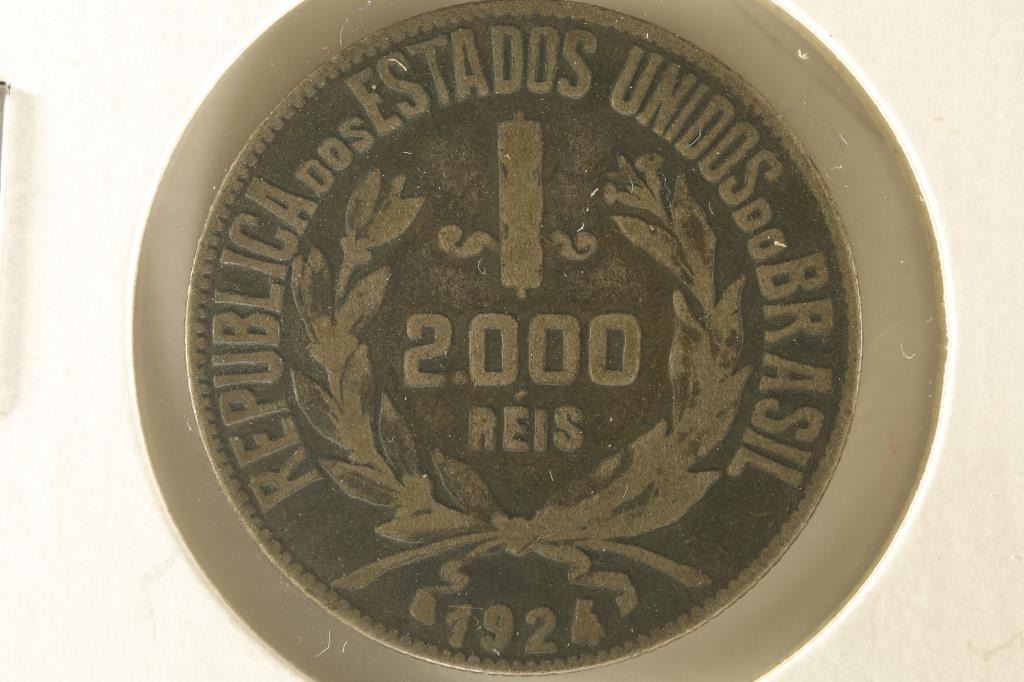 REPUBLICA DOS ESTADOS UNIDOS DO BRASIL
2.000
RÉIS
1924